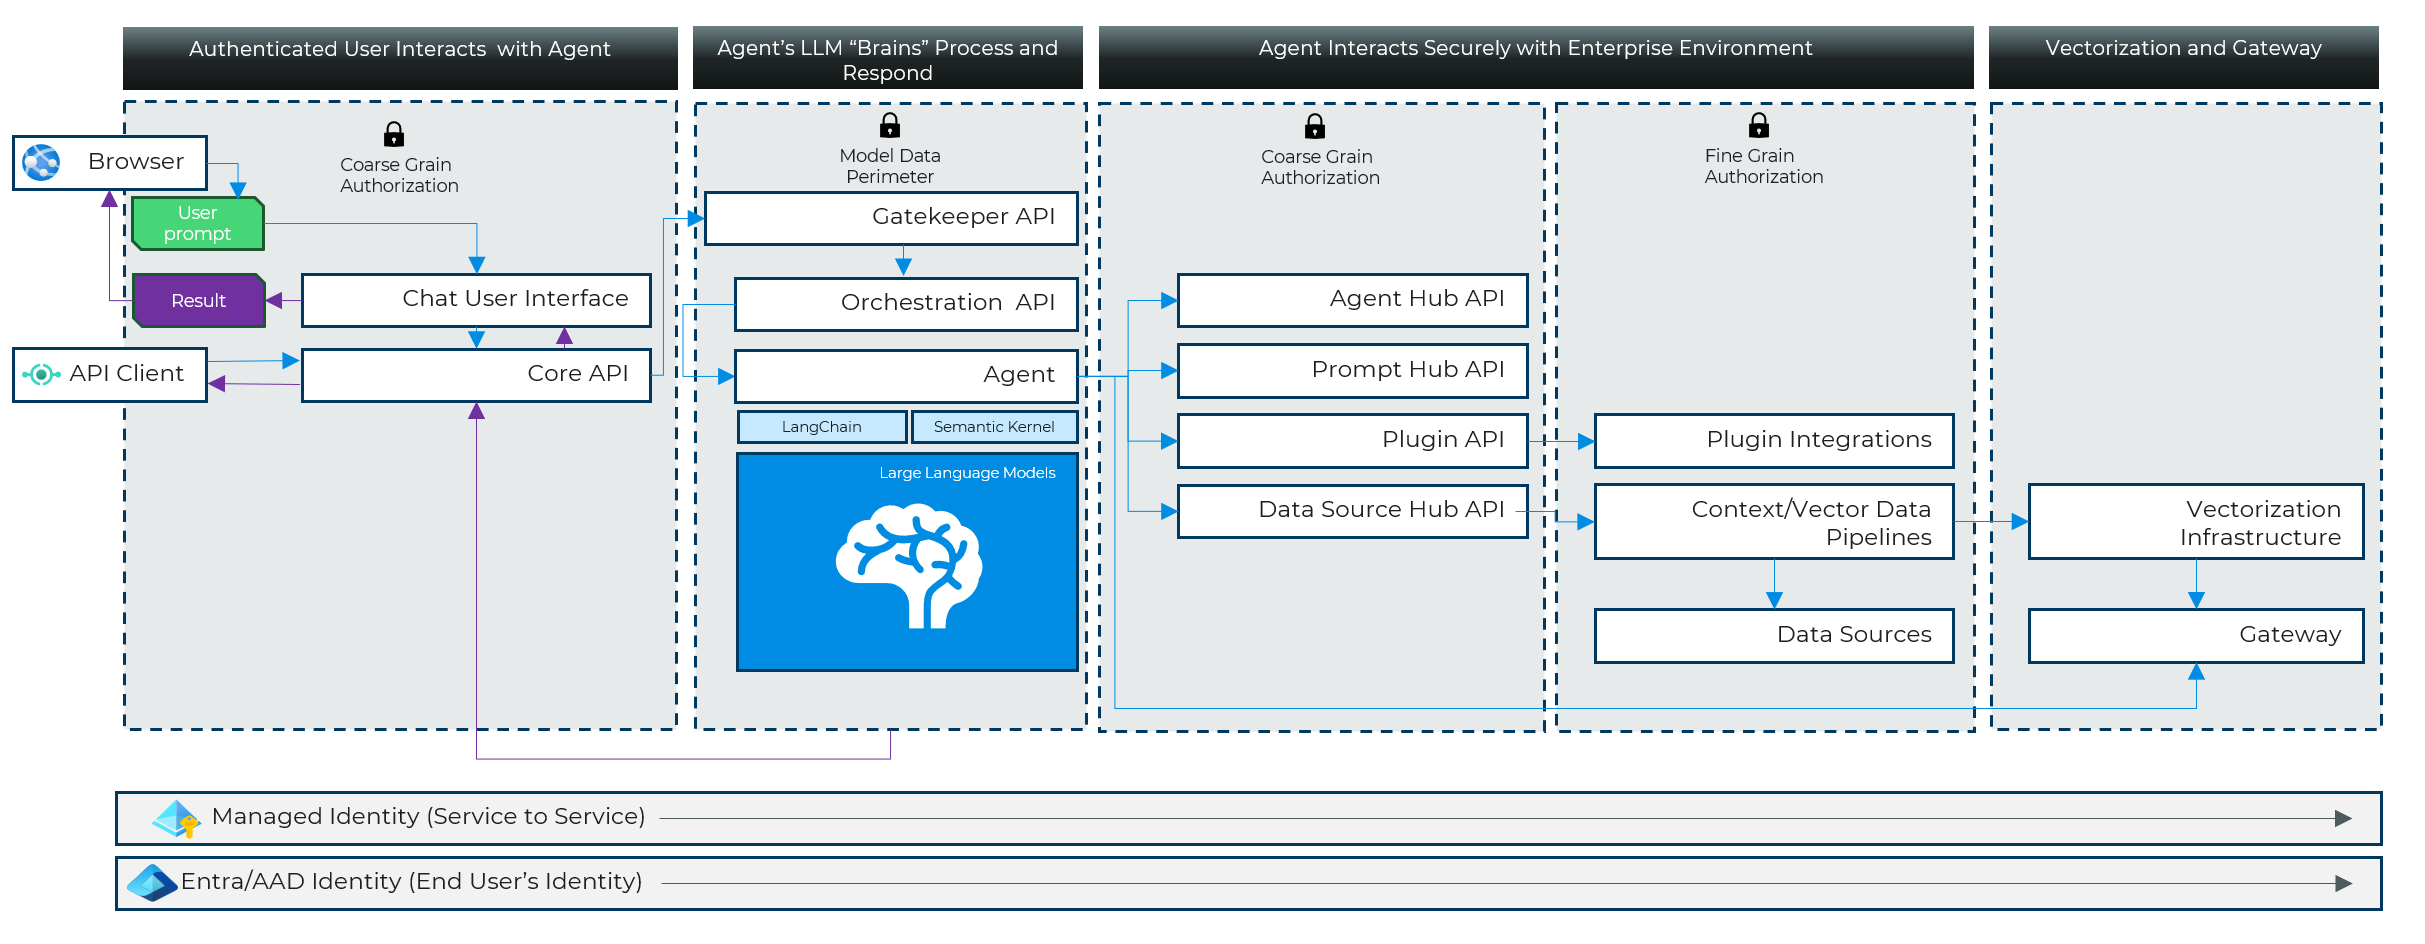 Authenticated User Interacts  with Agent
Agent's LLM “Brains” Process and
Respond
Agent Interacts Securely with Enterprise Environment
Vectorization and Gateway
Coarse Grain
Authorization
Model Data
Perimeter
Coarse Grain
Authorization
Fine Grain
Authorization
Browser
User
prompt
Result
API Client
Chat User Interface
Core API
Gatekeeper API
Orchestration  API
Agent
LangChain
Semantic Kernel
Large Language Models
Agent Hub API
Prompt Hub API
Plugin API
Data Source Hub API
Plugin Integrations
Context/Vector Data
Pipelines
Data Sources
Vectorization
Infrastructure
Gateway
Managed Identity (Service to Service)
Entra/AAD Identity (End User’s Identity)